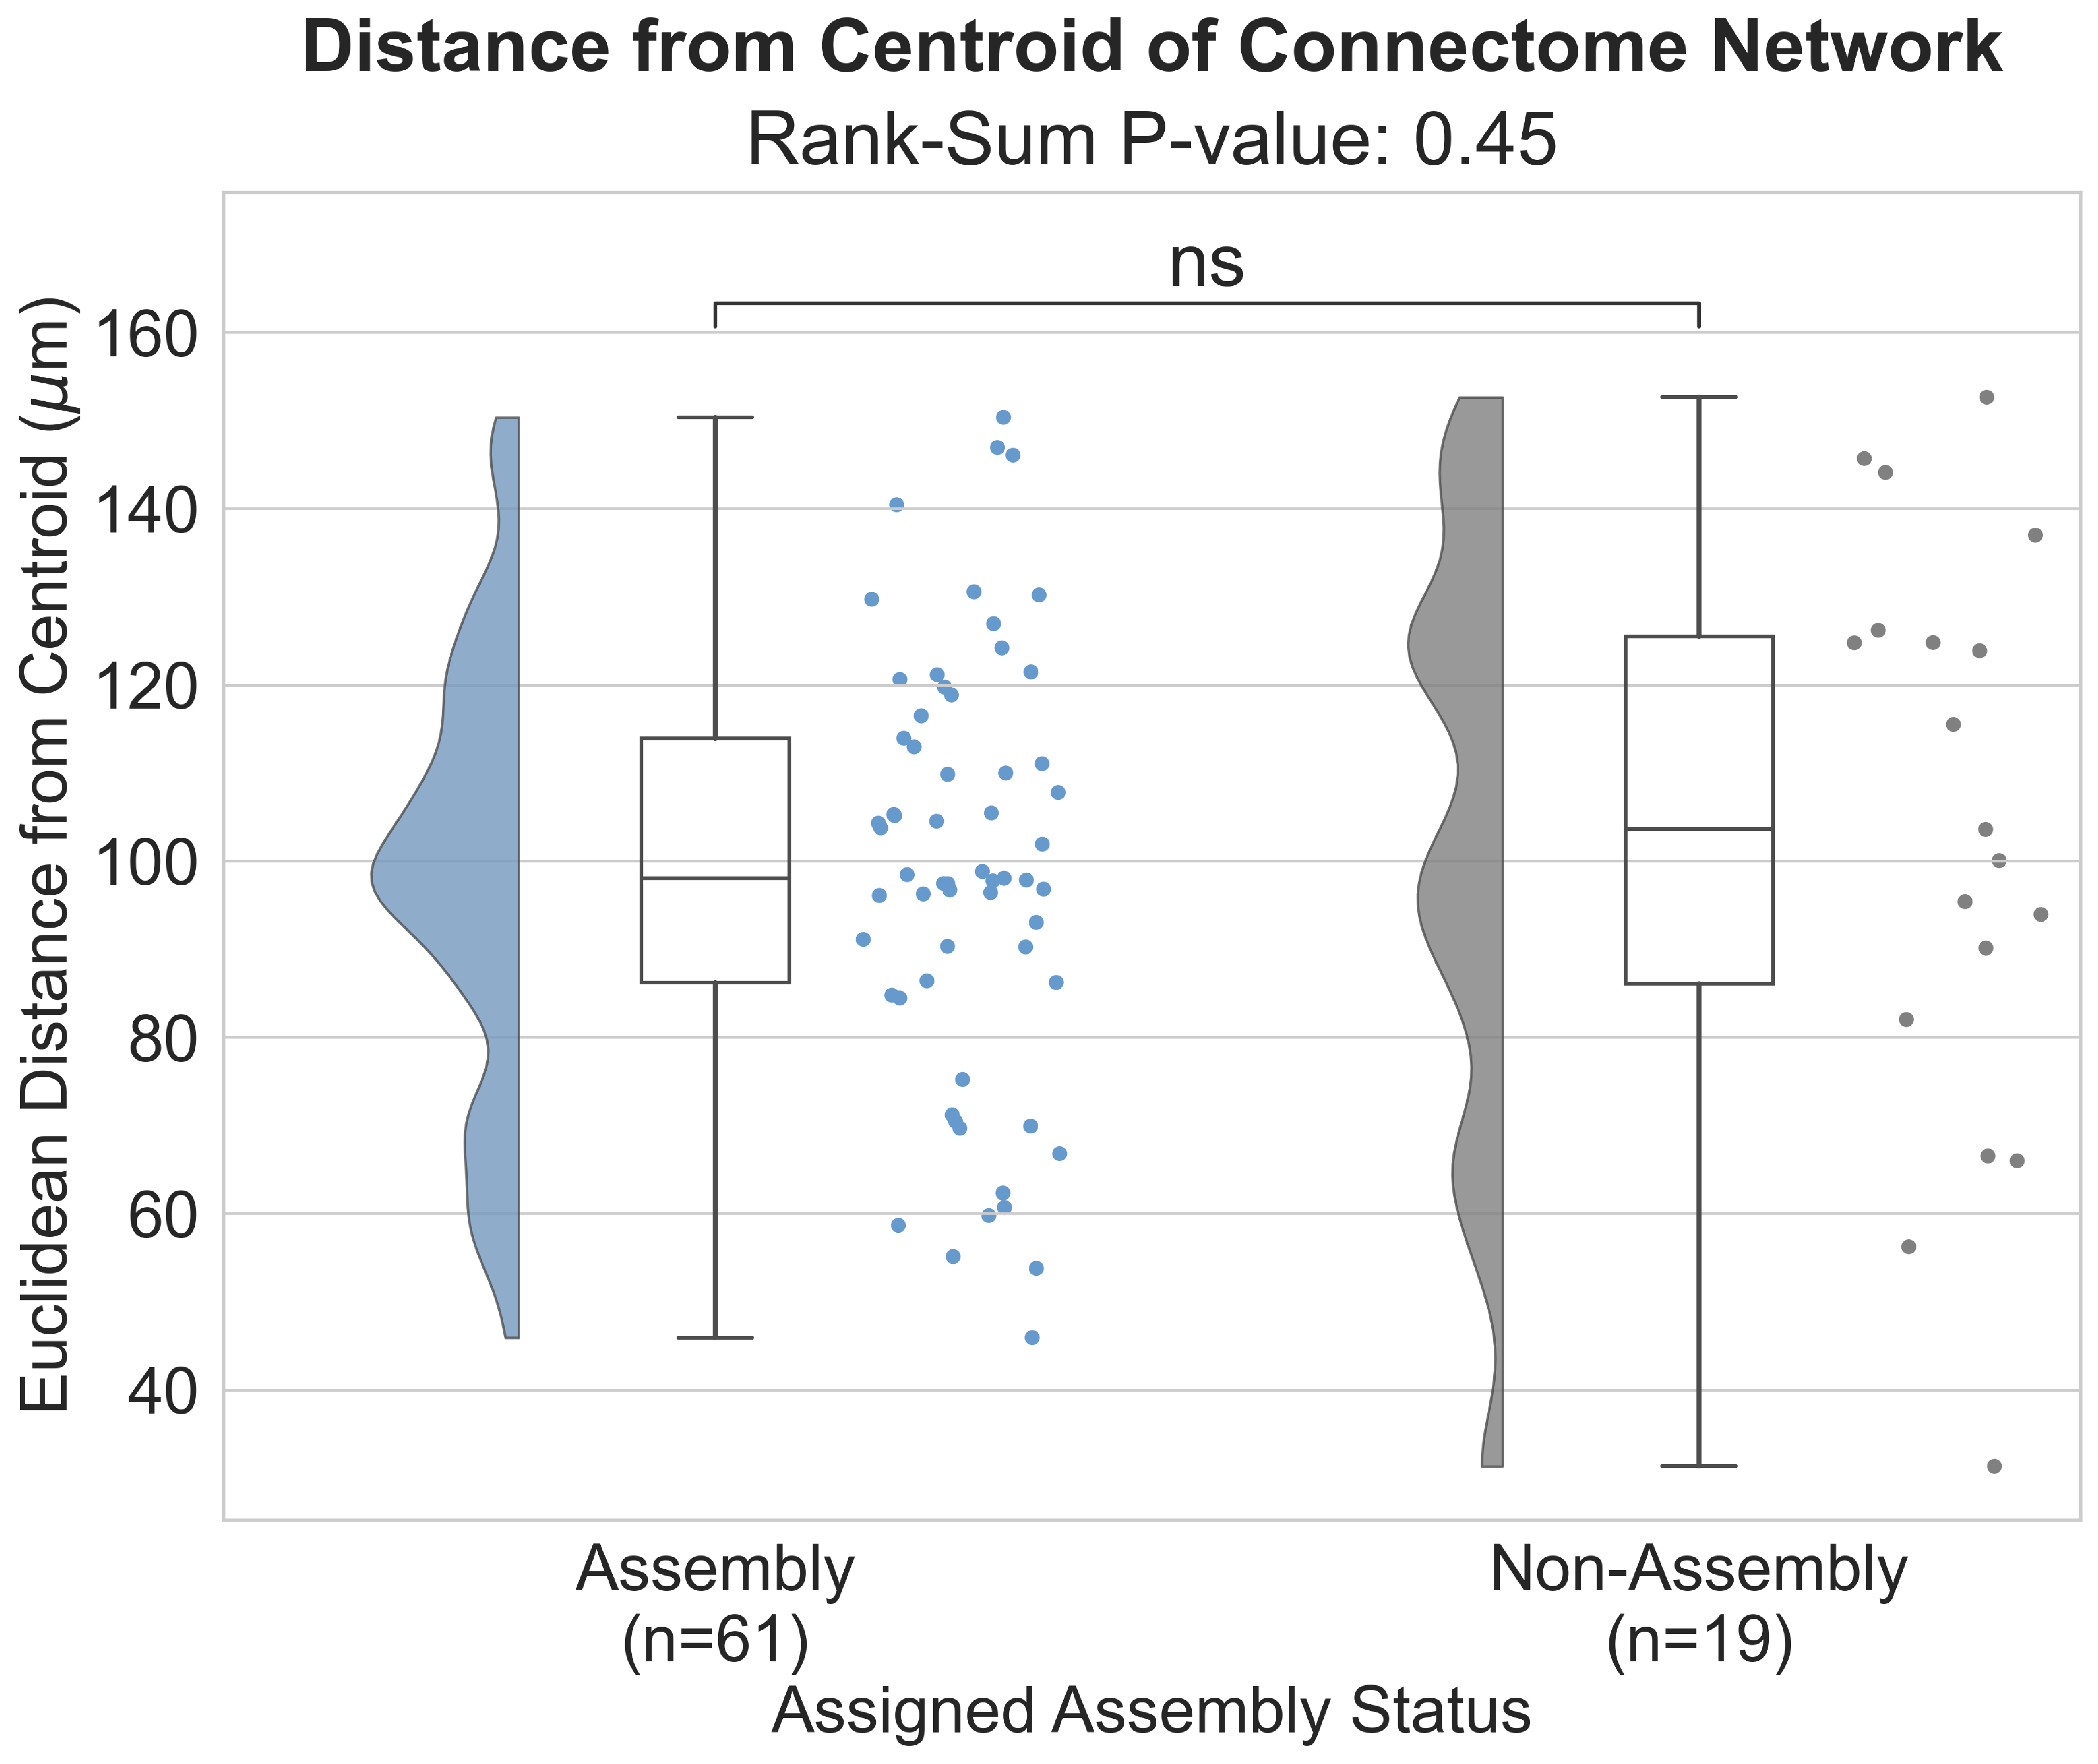 Distance from Centroid of Connectome Network
Rank-Sum P-value: 0.45
ns
Euclidean Distance from Centroid (μm)
160
140
120
100
80
60
40
Assembly
(n=61)
Non-Assembly
(n=19)
Assigned Assembly Status